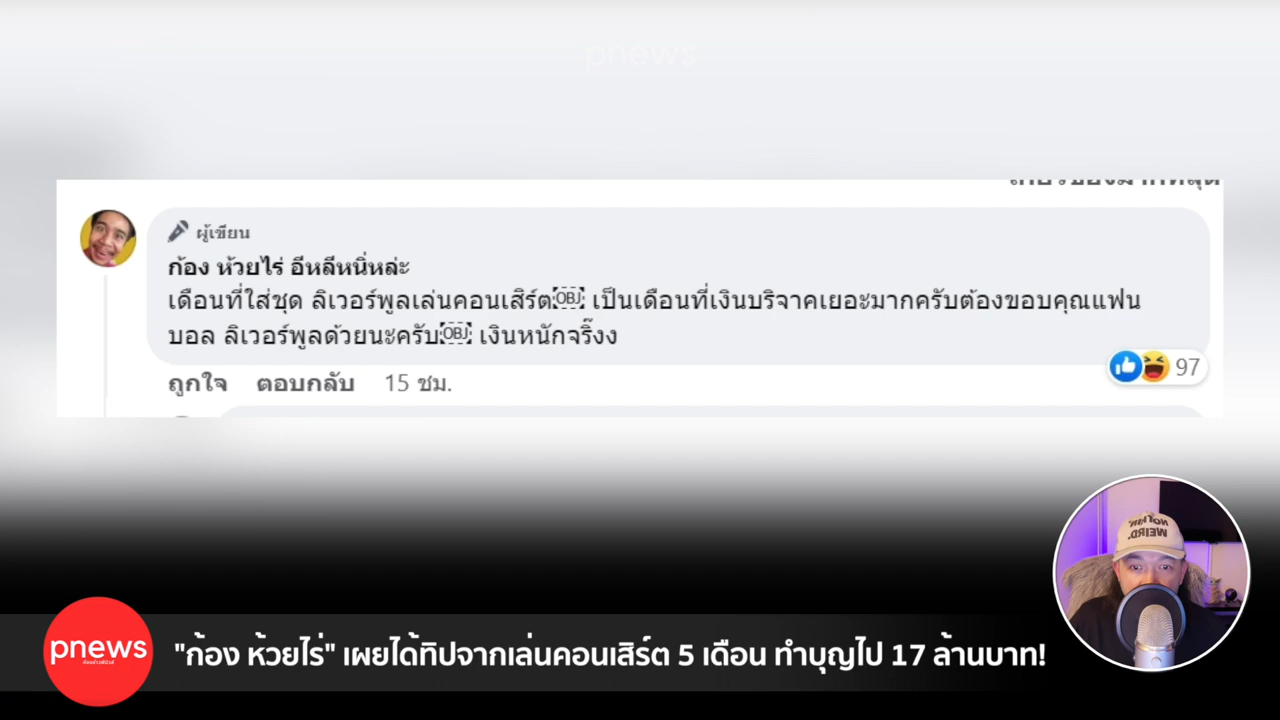 pnews
ผู้เขียน
ก้อง ห้วยไร่ อีหลีหนิ่หล่ะ
เดือนที่ใส่ชุด ลิเวอร์พูลเล่นคอนเสิร์ต￼ เป็นเดือนที่เงินบริจาคเยอะมากครับต้องขอบคุณแฟน
บอล ลิเวอร์พูลด้วยนะครับ￼ เงินหนักจริ๊งงง
97
ถูกใจ ตอบกลับ 15 ชม.
NOTHIN'
WEIRD.
pnews
"ก้อง ห้วยไร่" เผยได้ทิปจากเล่นคอนเสิร์ต 5 เดือน ทำบุญไป 17 ล้านบาท!